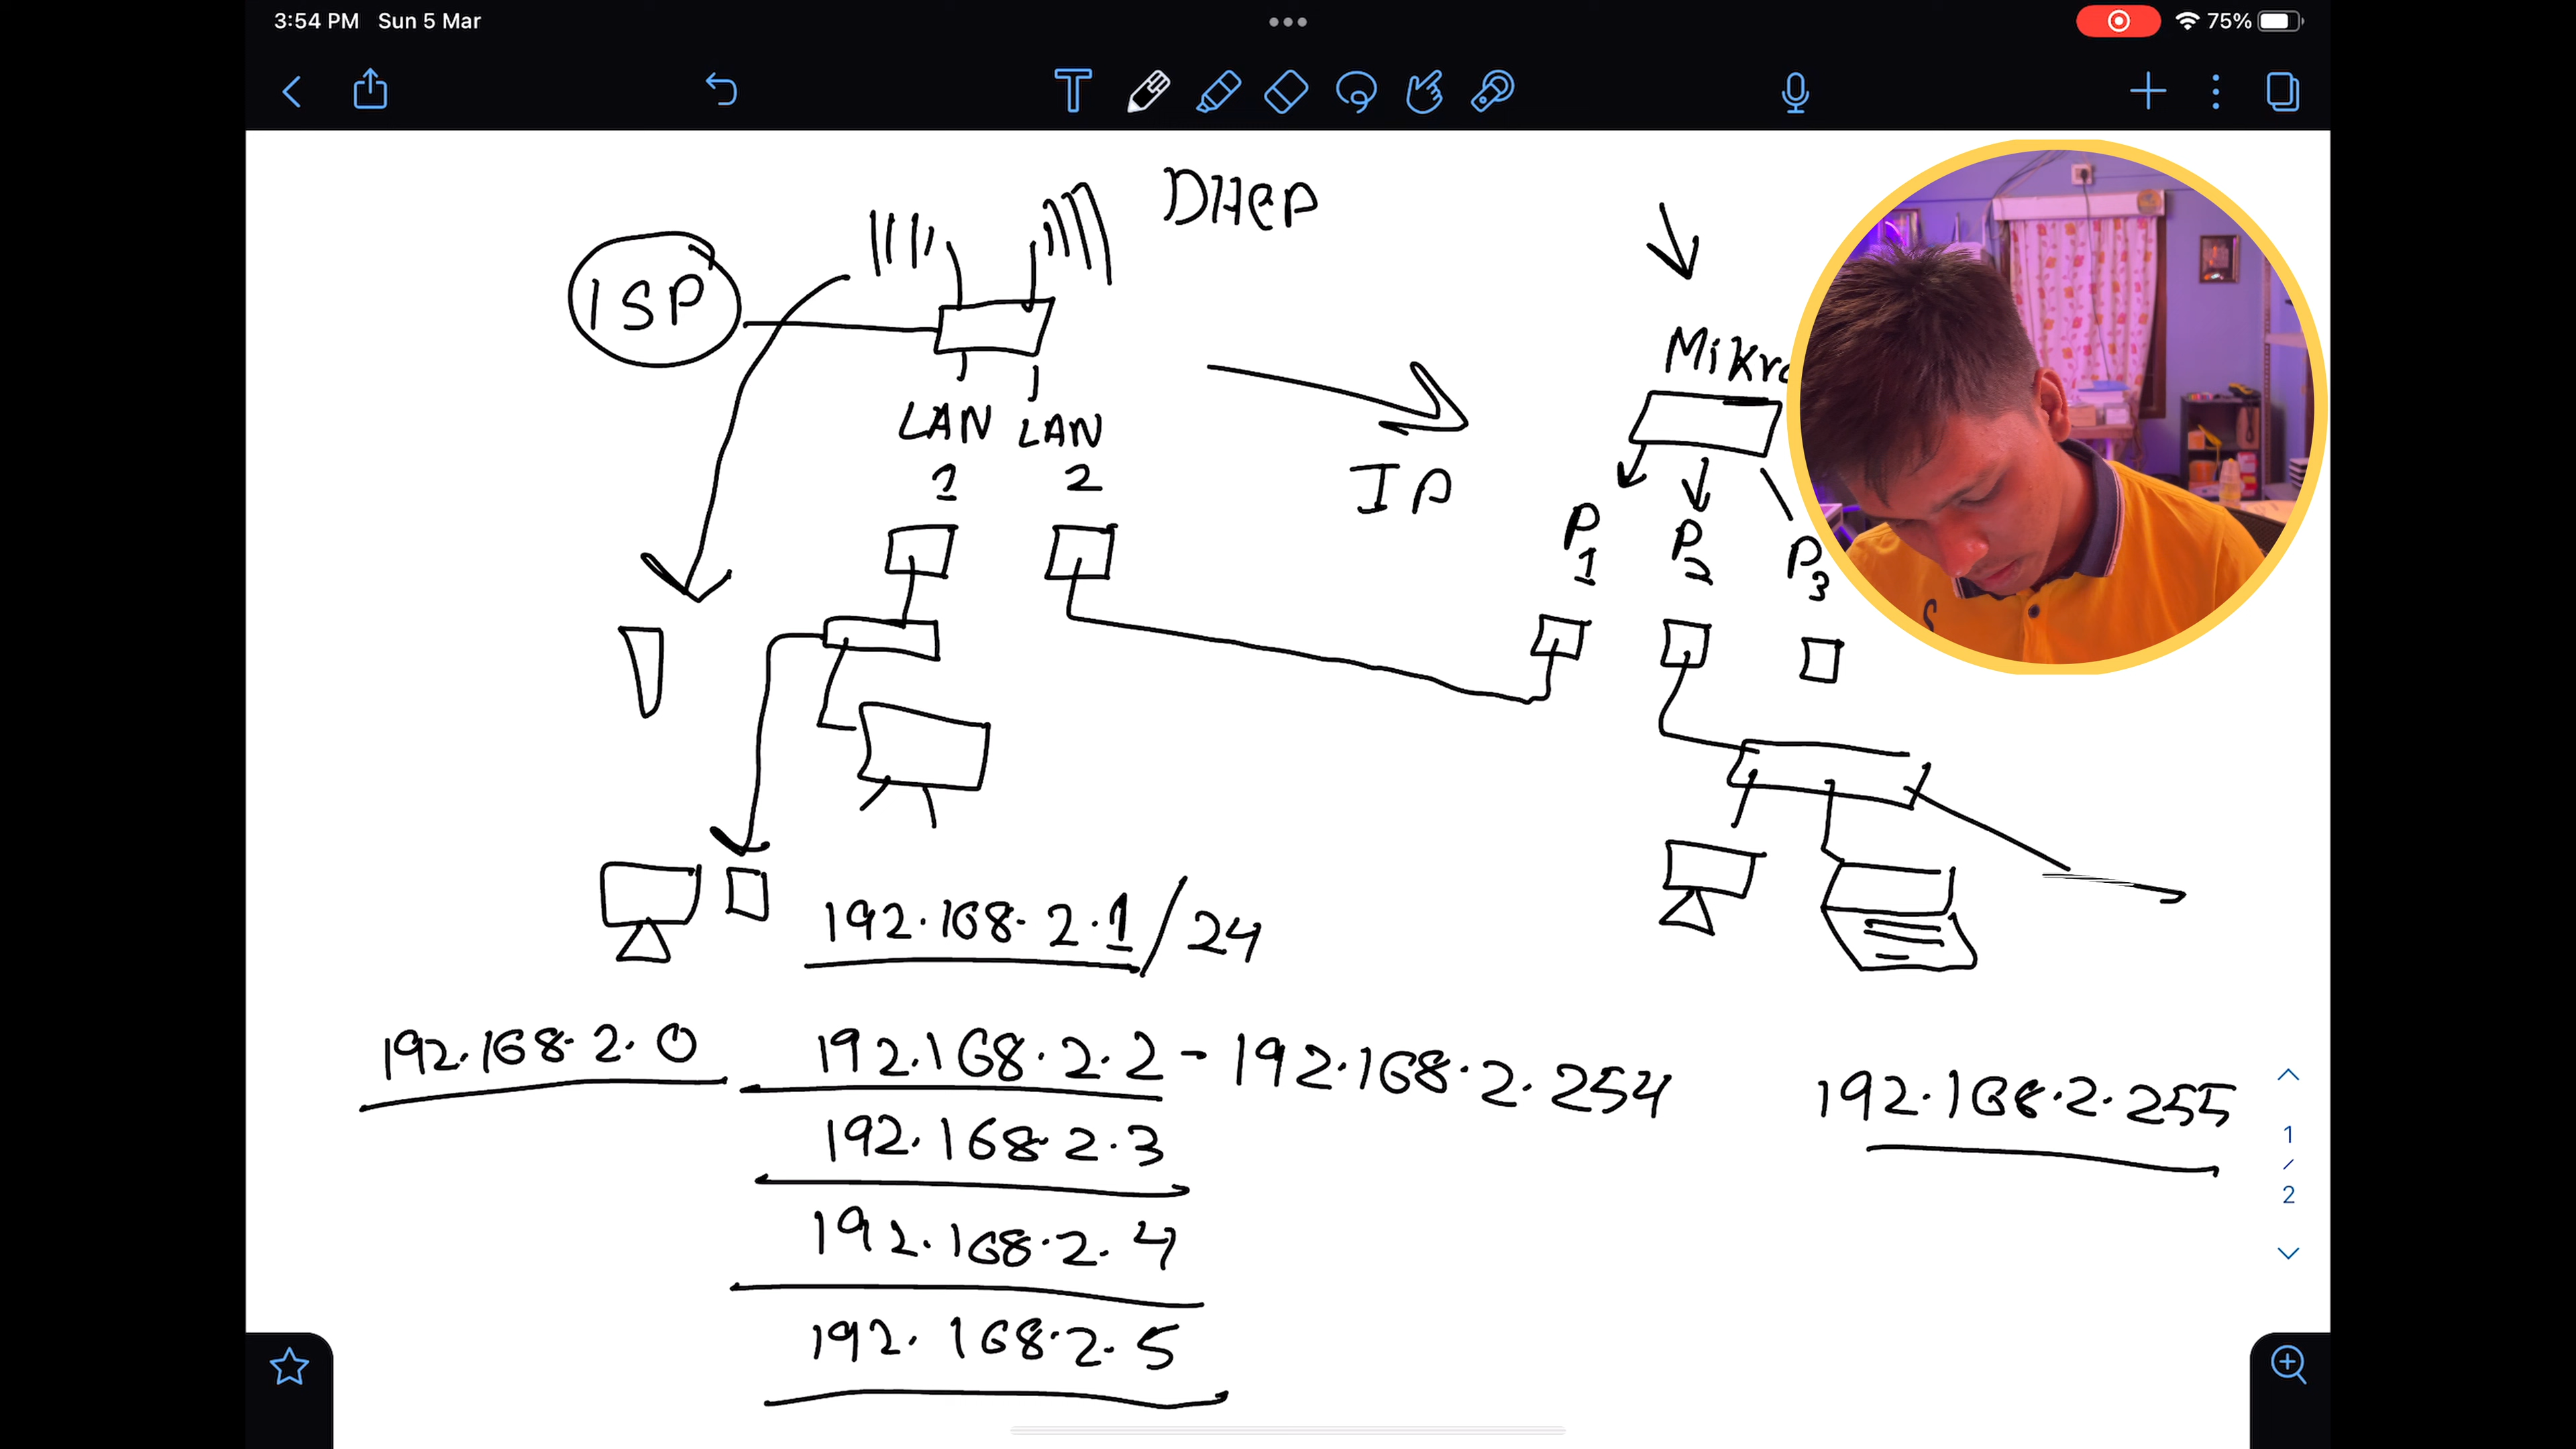 3:54 PM Sun 5 Mar
75%
DHCP
ISP
LAN LAN
1 2
IP
Mikro
P1 P2 P3
192.168.2.1/24
192.168.2.0 192.168.2.2 - 192.168.2.254 192.168.2.255
192.168.2.3
192.168.2.4
192.168.2.5
1
/
2